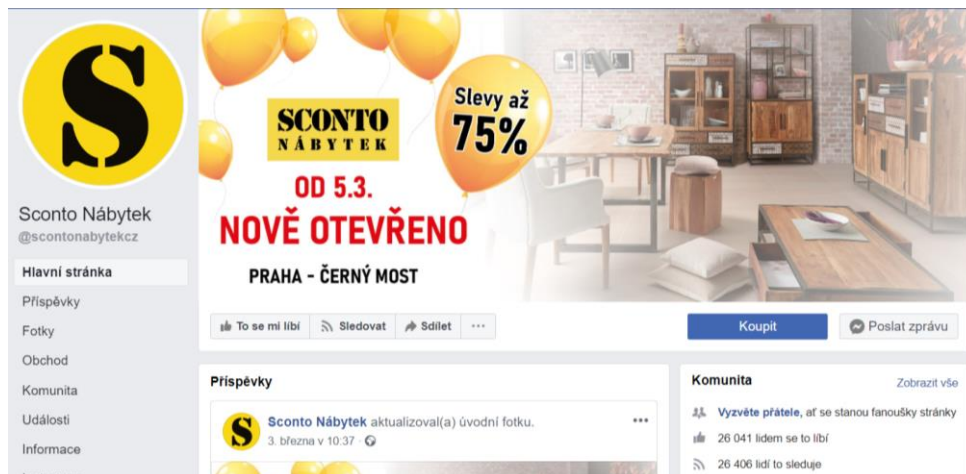 S
Sconto Nábytek
@scontonabytekcz
Hlavní stránka
Příspěvky
Fotky
Obchod
Komunita
Události
Informace
SCONTO
NÁBYTEK
Slevy až
75%
OD 5.3.
NOVĚ OTEVŘENO
PRAHA - ČERNÝ MOST
To se mi líbí
Sledovat
Sdílet
Koupit
Poslat zprávu
Příspěvky
S
Sconto Nábytek aktualizoval(a) úvodní fotku.
3. března v 10:37 ·
Komunita
Zobrazit vše
Vyzvěte přátele, ať se stanou fanoušky stránky
26 041 lidem se to líbí
26 406 lidí to sleduje